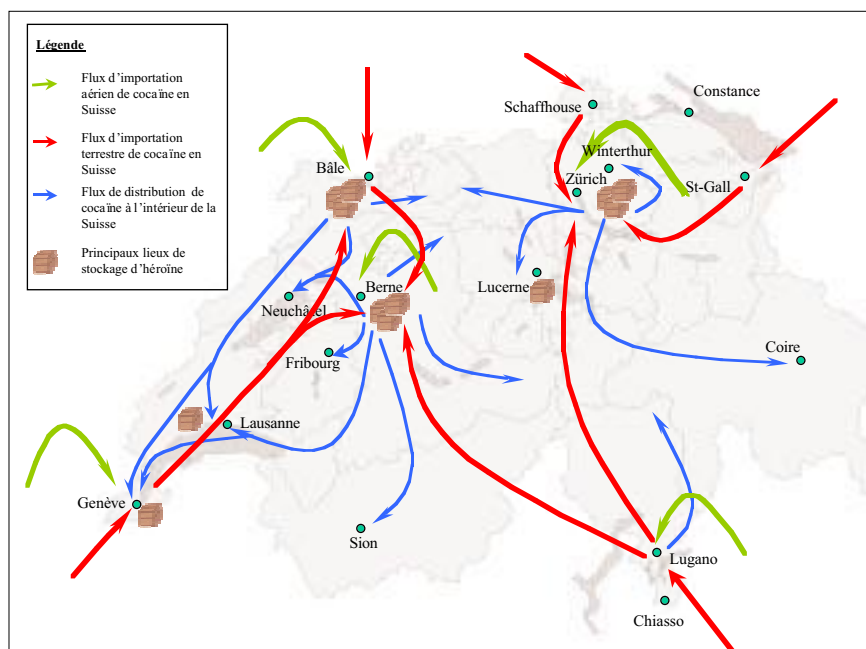 Légende
Flux d'importation
aérien de cocaïne en
Suisse
Flux d'importation
terrestre de cocaïne en
Suisse
Flux de distribution de
cocaïne à l'intérieur de la
Suisse
Principaux lieux de
stockage d'héroïne
Schaffhouse
Constance
Bâle
Winterthur
Zürich
St-Gall
Berne
Lucerne
Neuchâtel
Fribourg
Coire
Lausanne
Genève
Sion
Lugano
Chiasso